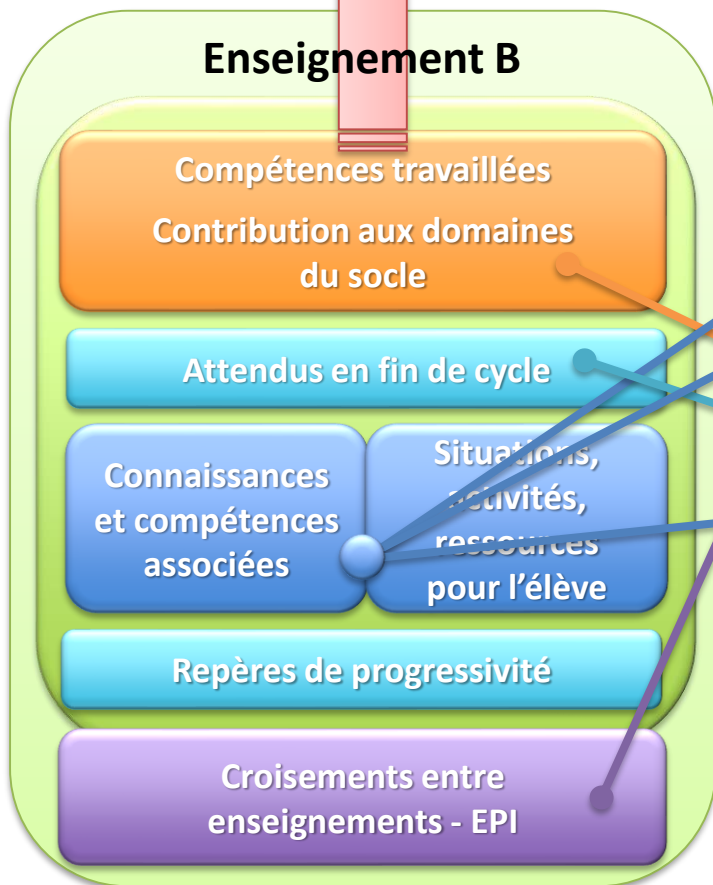 Enseignement B
Compétences travaillées
Contribution aux domaines
du socle
Attendus en fin de cycle
Connaissances
et compétences
associées
Situations,
activités,
ressources
pour l'élève
Repères de progressivité
Croisements entre
enseignements - EPI